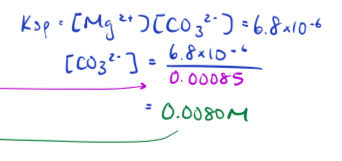 Ksp = [Mg²⁺][CO₃²⁻] = 6.8×10⁻⁶
[CO₃²⁻] = 6.8×10⁻⁶
0.00085
= 0.0080M